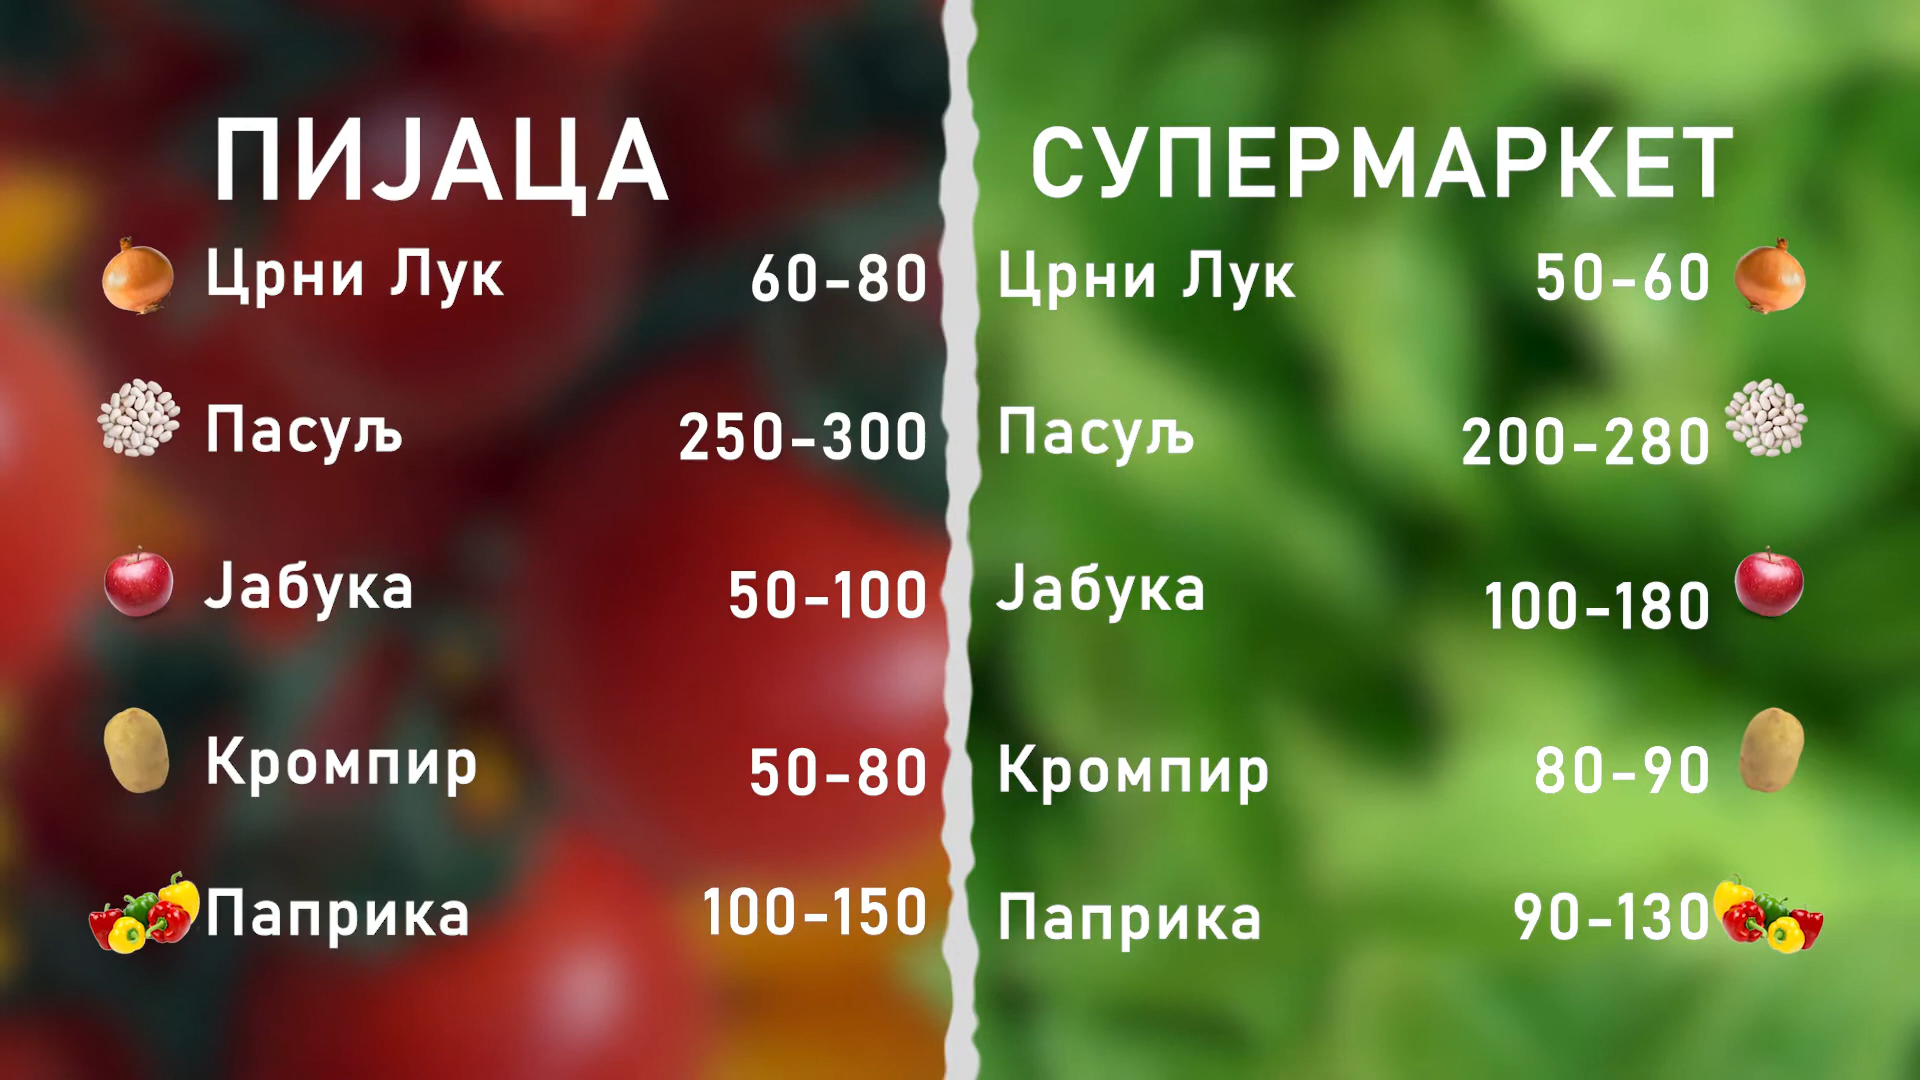 ПИЈАЦА
Црни Лук 60-80
Пасуљ 250-300
Јабука 50-100
Кромпир 50-80
Паприка 100-150
СУПЕРМАРКЕТ
Црни Лук 50-60
Пасуљ 200-280
Јабука 100-180
Кромпир 80-90
Паприка 90-130